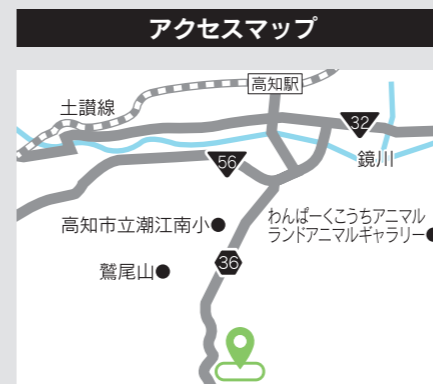 アクセスマップ
高知駅
土讃線
32
鏡川
56
高知市立潮江南小●
わんぱーくこうちアニマル
ランドアニマルギャラリー●
36
鷲尾山●